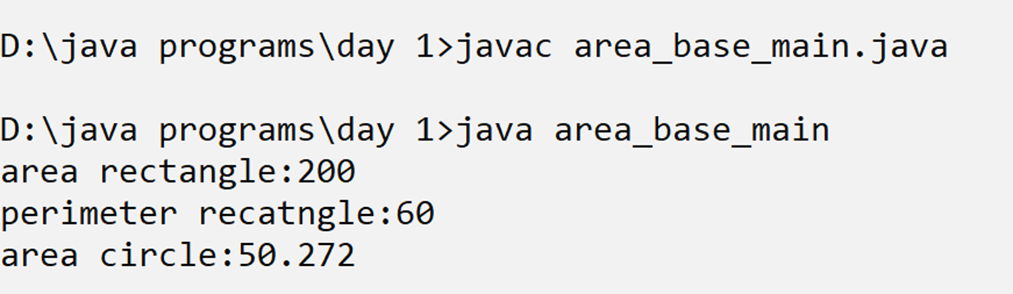 D:\java programs\day 1>javac area_base_main.java
D:\java programs\day 1>java area_base_main
area rectangle:200
perimeter recatngle:60
area circle:50.272